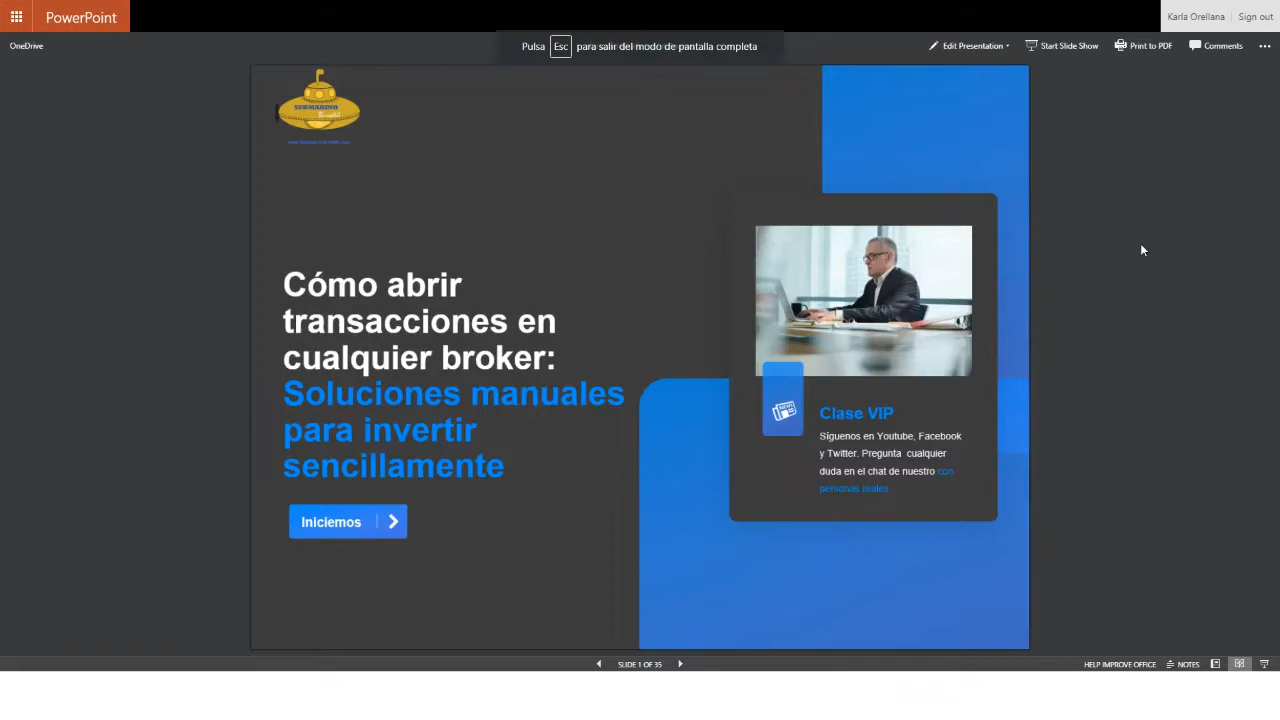 PowerPoint
Karla Orellana
Sign out
OneDrive
Pulsa Esc para salir del modo de pantalla completa
Edit Presentation
Start Slide Show
Print to PDF
Comments
SUBMARINO
Cómo abrir
transacciones en
cualquier broker:
Soluciones manuales
para invertir
sencillamente
Iniciemos
Clase VIP
Síguenos en Youtube, Facebook
y Twitter. Pregunta cualquier
duda en el chat de nuestro con
personas reales
SLIDE 1 OF 35
HELP IMPROVE OFFICE
NOTES